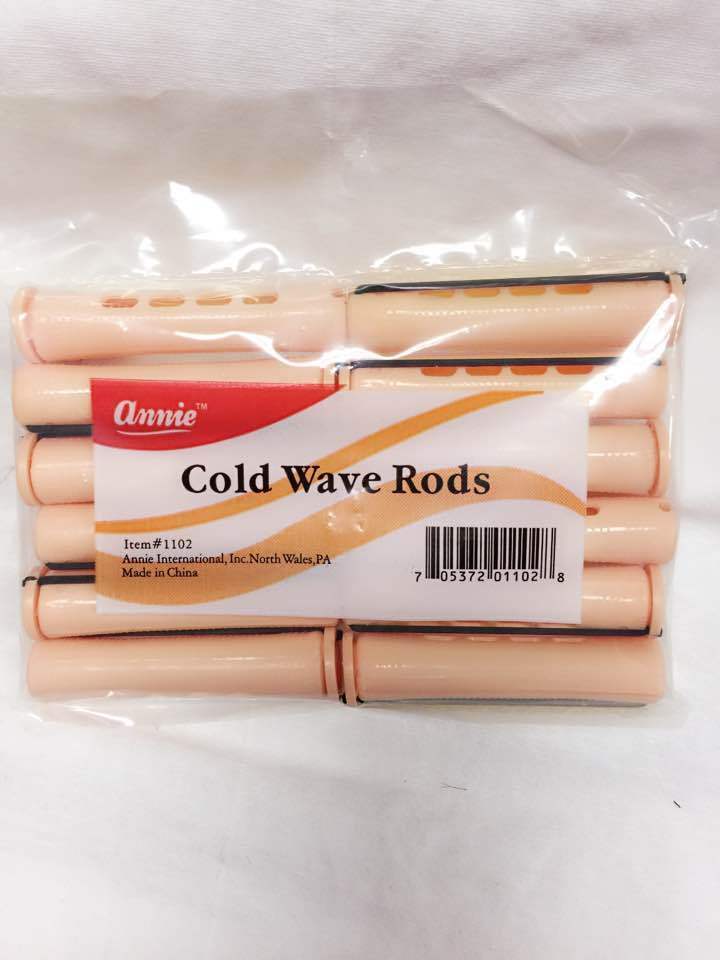 annie™
Cold Wave Rods
Item#1102
Annie International, Inc.North Wales,PA
Made in China
7 05372 01102 8